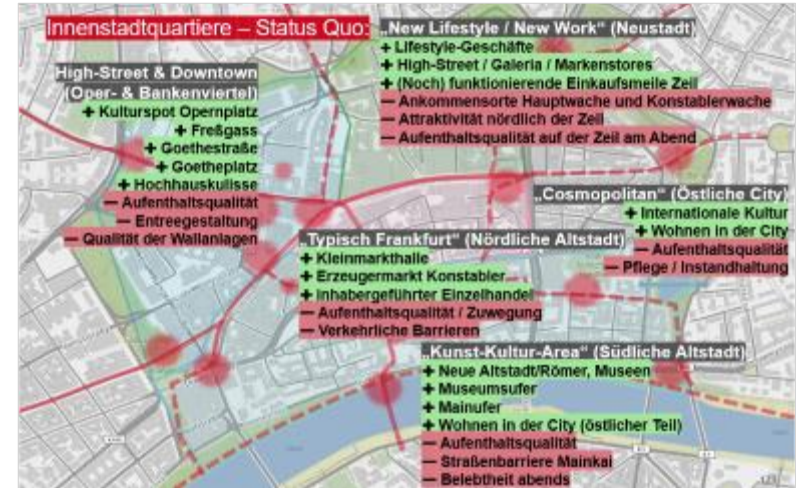 Innenstadtquartiere – Status Quo:
High-Street & Downtown
(Oper- & Bankenviertel)
+ Kulturspot Opernplatz
+ Freßgass
+ Goethestraße
+ Goetheplatz
+ Hochhauskulisse
— Aufenthaltsqualität
— Entreegestaltung
— Qualität der Wallanlagen
„New Lifestyle / New Work“ (Neustadt)
+ Lifestyle-Geschäfte
+ High-Street / Galeria / Markenstores
+ (Noch) funktionierende Einkaufsmeile Zeil
— Ankommensorte Hauptwache und Konstablerwache
— Attraktivität nördlich der Zeil
— Aufenthaltsqualität auf der Zeil am Abend
„Cosmopolitan“ (Östliche City)
+ Internationale Kultur
+ Wohnen in der City
— Aufenthaltsqualität
— Pflege / Instandhaltung
„Typisch Frankfurt“ (Nördliche Altstadt)
+ Kleinmarkthalle
+ Erzeugermarkt Konstabler
+ inhabergeführter Einzelhandel
— Aufenthaltsqualität / Zuwegung
— Verkehrliche Barrieren
„Kunst-Kultur-Area“ (Südliche Altstadt)
+ Neue Altstadt/Römer, Museen
+ Museumsufer
+ Mainufer
+ Wohnen in der City (östlicher Teil)
— Aufenthaltsqualität
— Straßenbarriere Mainkai
— Belebtheit abends